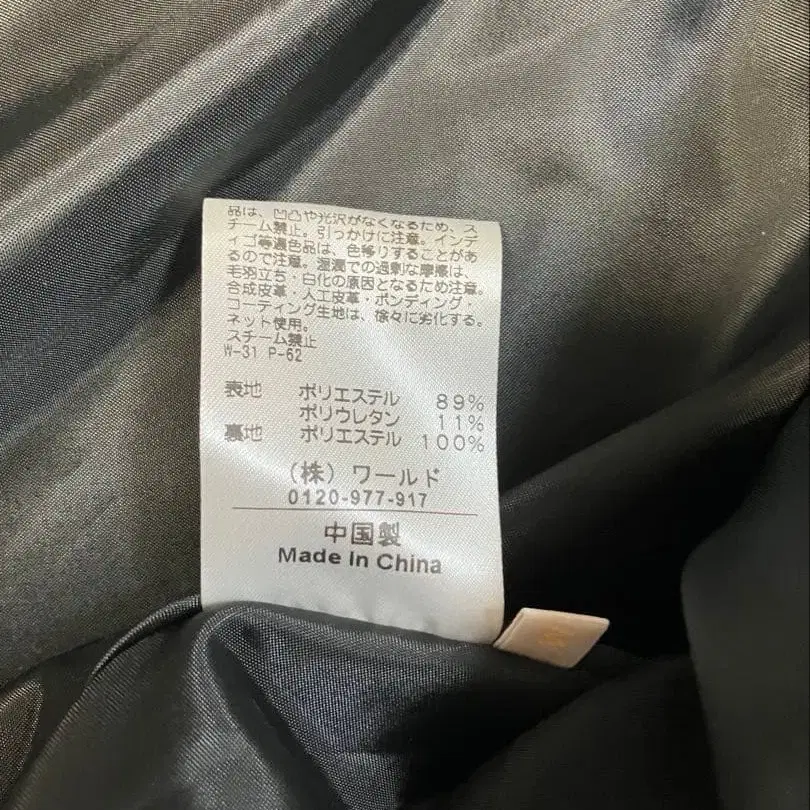 品は、凹凸や光沢がなくなるため、ス
チーム禁止。引っかけに注意。インデ
ィゴ等濃色品は、色移りすることがあ
るので注意。湿潤での過剰な摩擦は、
毛羽立ち・白化の原因となるため注意。
合成皮革・人工皮革・ボンディング・
コーティング生地は、徐々に劣化する。
ネット使用。
スチーム禁止
W-31 P-62
表地 ポリエステル 89%
ポリウレタン 11%
裏地 ポリエステル 100%
(株)ワールド
0120-977-917
中国製
Made In China